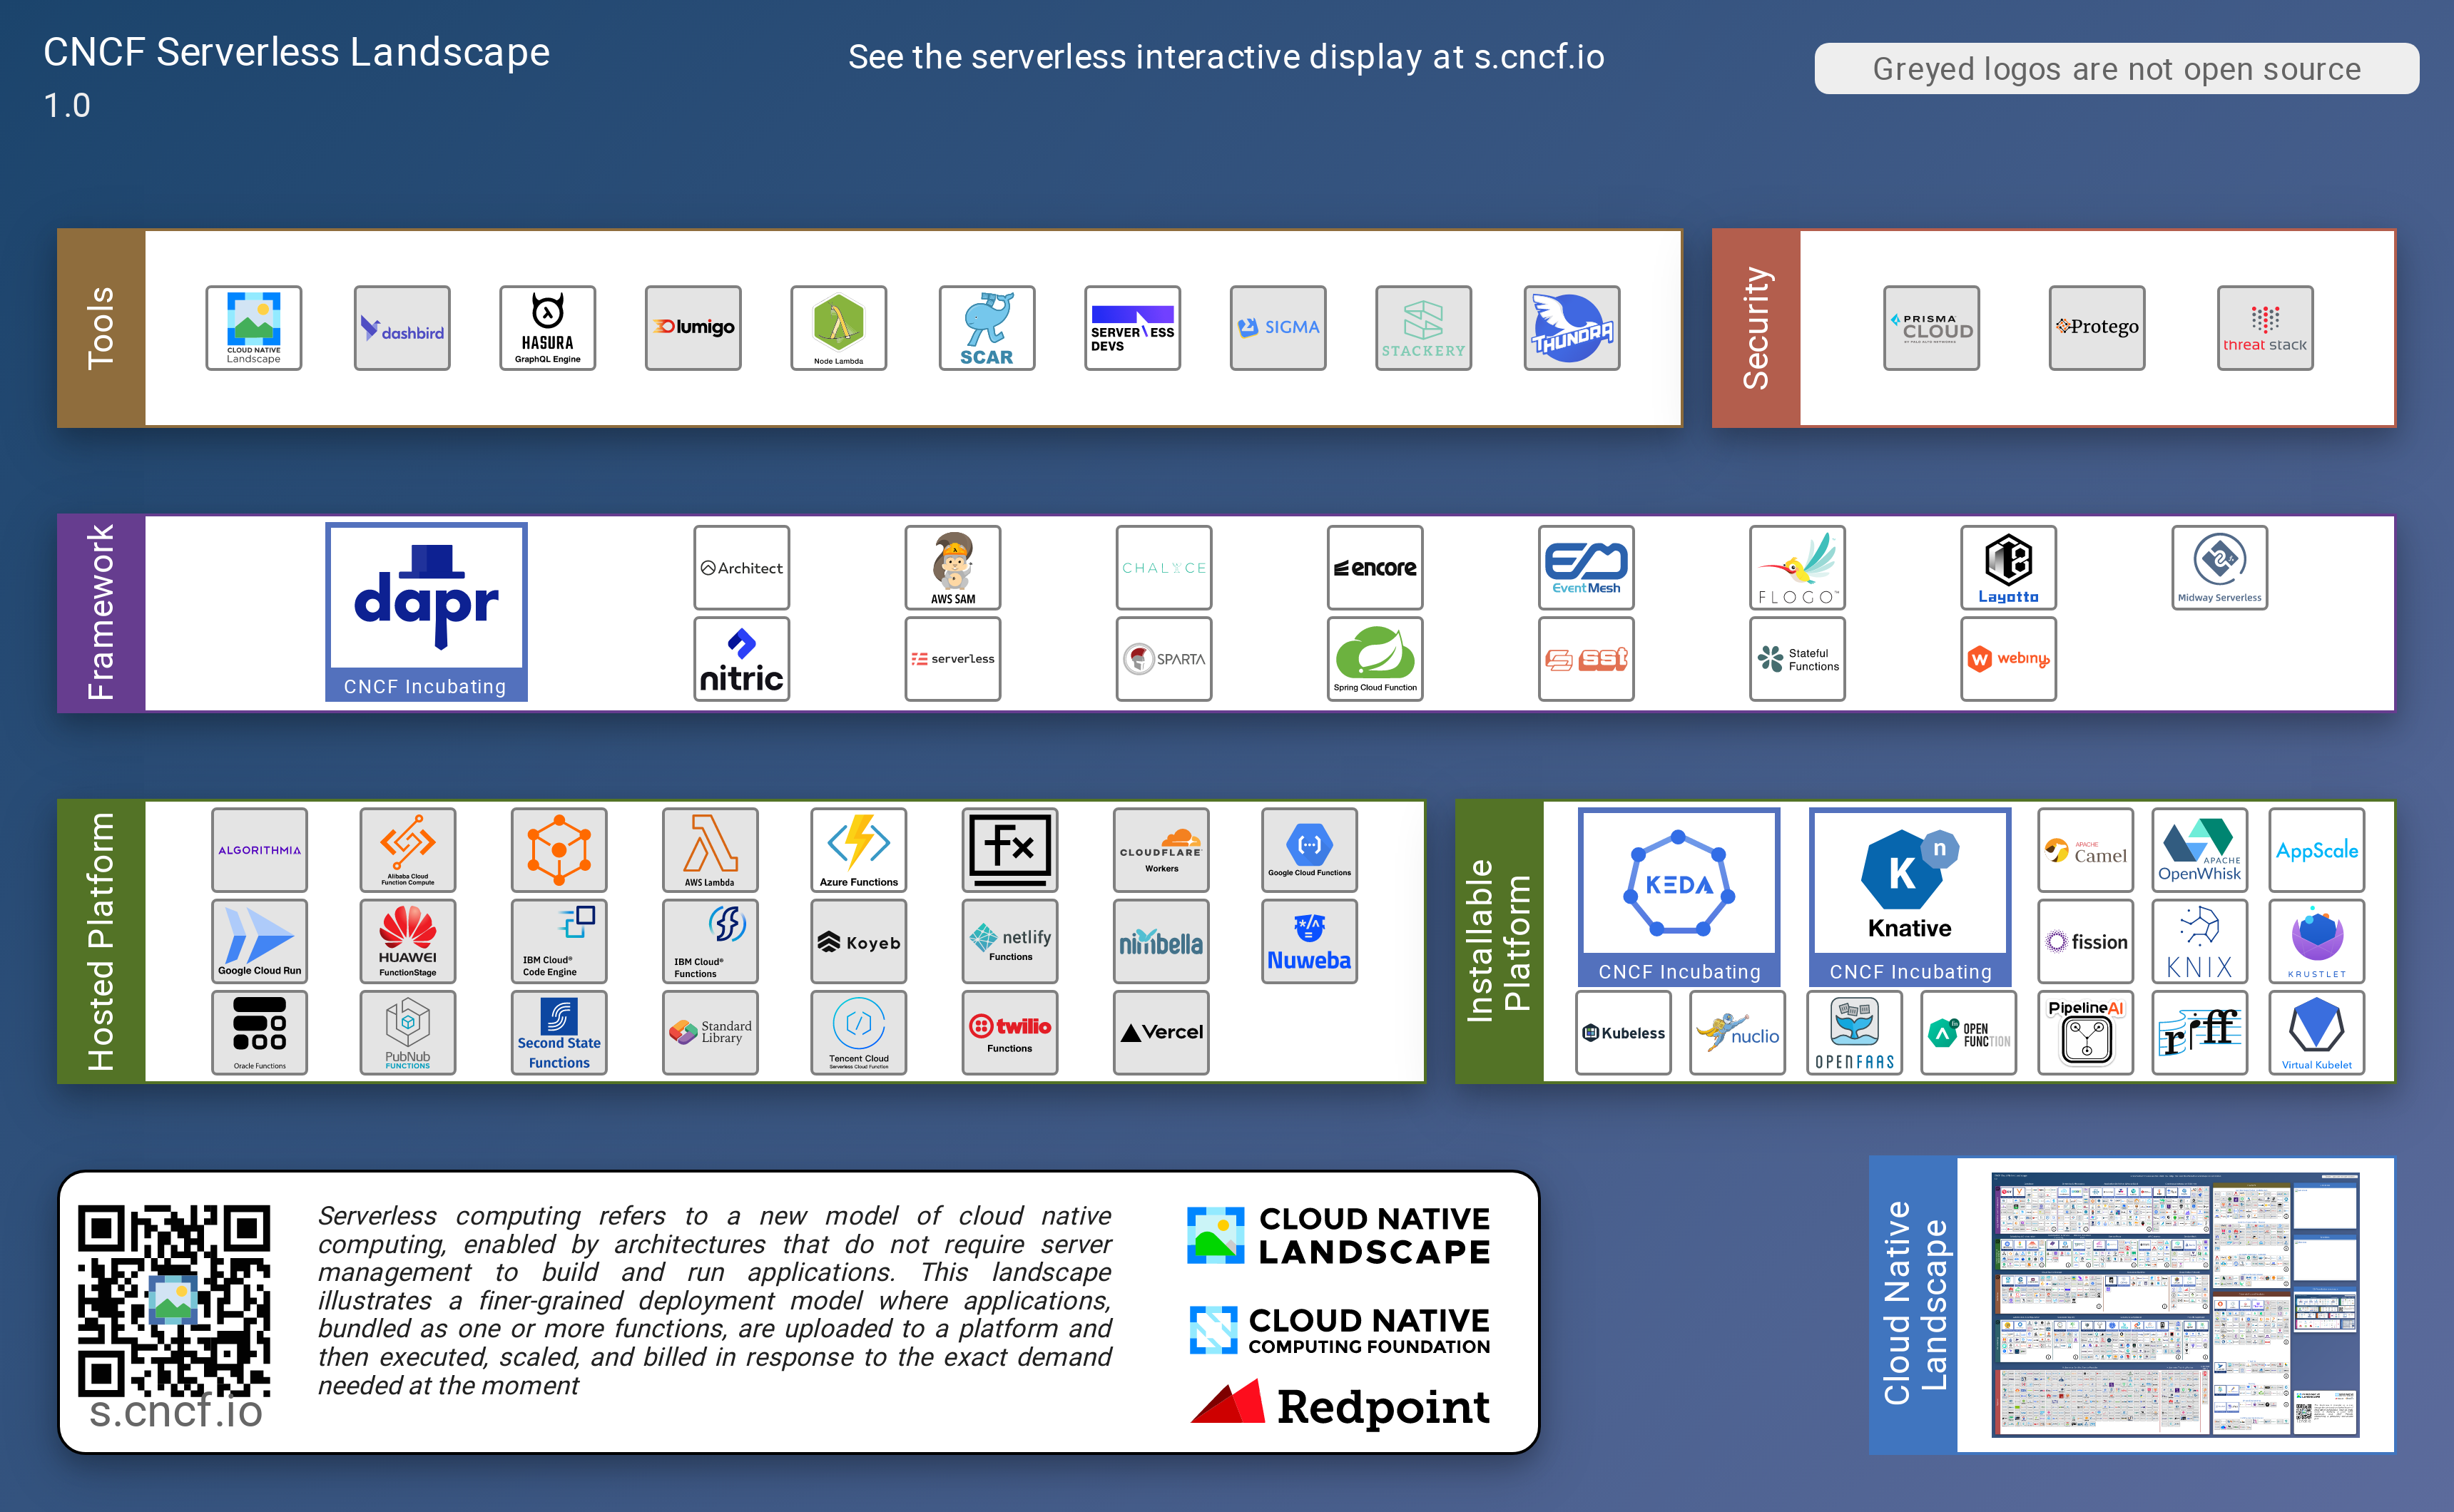 CNCF Serverless Landscape
1.0
See the serverless interactive display at s.cncf.io
Greyed logos are not open source
Tools
CLOUD NATIVE
Landscape
dashbird
HASURA
GraphQL Engine
lumigo
Node Lambda
SCAR
SERVER\ESS
DEVS
SIGMA
STACKERY
THUNDRA
Security
PRISMA
CLOUD
BY PALO ALTO NETWORKS
Protego
threat stack
Framework
dapr
CNCF Incubating
Architect
AWS SAM
CHALICE
encore
EM
EventMesh
FLOGO™
Layotto
Midway Serverless
nitric
serverless
SPARTA
Spring Cloud Function
sst
Stateful
Functions
webiny
Hosted Platform
ALGORITHMIA
Alibaba Cloud
Function Compute
AWS Lambda
Azure Functions
fx
CLOUDFLARE
Workers
Google Cloud Functions
Google Cloud Run
HUAWEI
FunctionStage
IBM Cloud®
Code Engine
IBM Cloud®
Functions
Koyeb
netlify
Functions
nimbella
Nuweba
Oracle Functions
PubNub
FUNCTIONS
Second State
Functions
Standard
Library
Tencent Cloud
Serverless Cloud Function
twilio
Functions
Vercel
Installable
Platform
KEDA
CNCF Incubating
K n
Knative
CNCF Incubating
APACHE
Camel
APACHE
OpenWhisk
AppScale
fission
KNIX
KRUSTLET
Kubeless
nuclio
OPENFAAS
OPEN
FUNCTION
PipelineAI
riff
Virtual Kubelet
s.cncf.io
Serverless computing refers to a new model of cloud native
computing, enabled by architectures that do not require server
management to build and run applications. This landscape
illustrates a finer-grained deployment model where applications,
bundled as one or more functions, are uploaded to a platform and
then executed, scaled, and billed in response to the exact demand
needed at the moment
CLOUD NATIVE
LANDSCAPE
CLOUD NATIVE
COMPUTING FOUNDATION
Redpoint
Cloud Native
Landscape